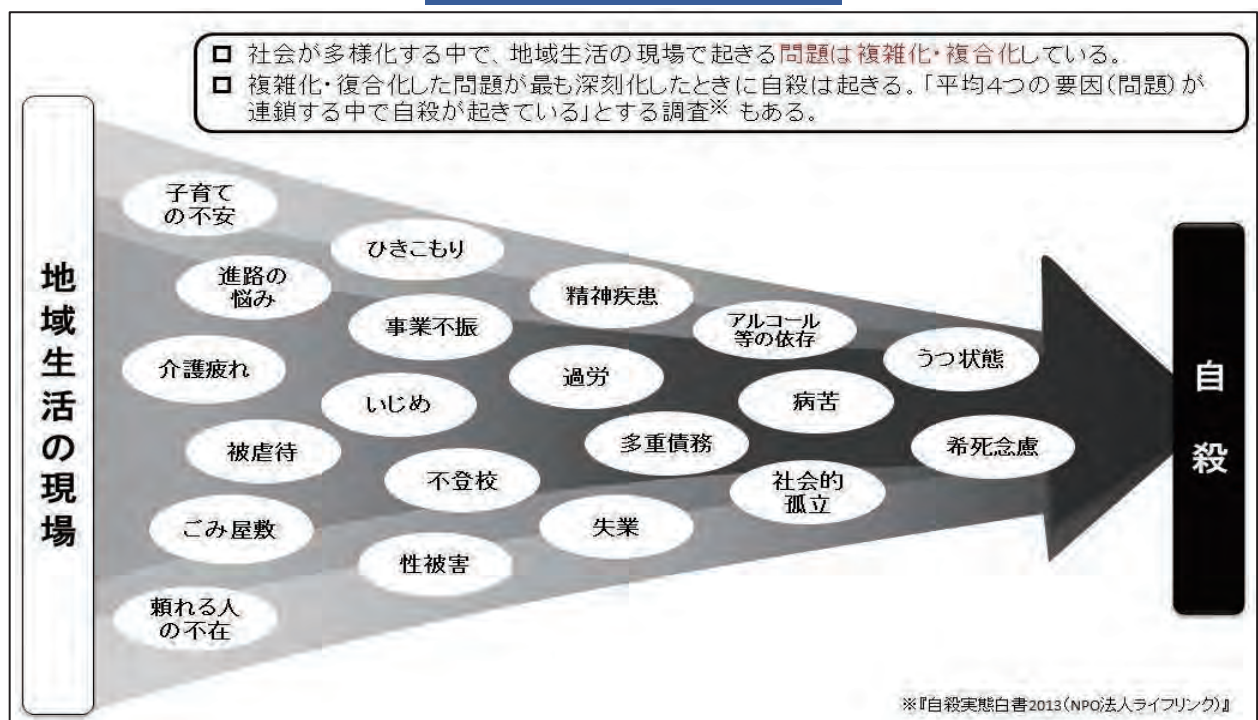 □ 社会が多様化する中で、地域生活の現場で起きる問題は複雑化・複合化している。
□ 複雑化・復合化した問題が最も深刻化したときに自殺は起きる。「平均4つの要因(問題)が
連鎖する中で自殺が起きている」とする調査※ もある。
地域生活の現場
子育て
の不安
ひきこもり
進路の
悩み
精神疾患
事業不振
アルコール
等の依存
うつ状態
介護疲れ
過労
いじめ
病苦
被虐待
多重債務
希死念慮
不登校
社会的
孤立
ごみ屋敷
失業
性被害
頼れる人
の不在
自殺
※『自殺実態白書2013(NPO法人ライフリンク)』